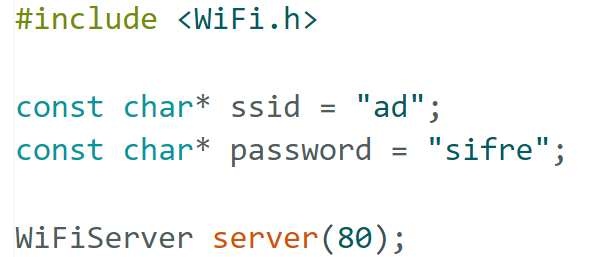 #include <WiFi.h>
const char* ssid = "ad";
const char* password = "sifre";
WiFiServer server(80);